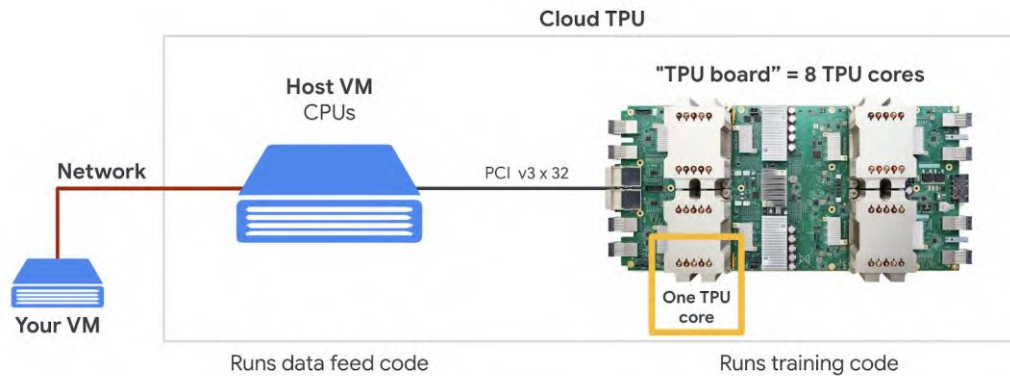 Cloud TPU
Host VM
CPUs
"TPU board” = 8 TPU cores
Network
PCI v3 x 32
One TPU
core
Your VM
Runs data feed code
Runs training code